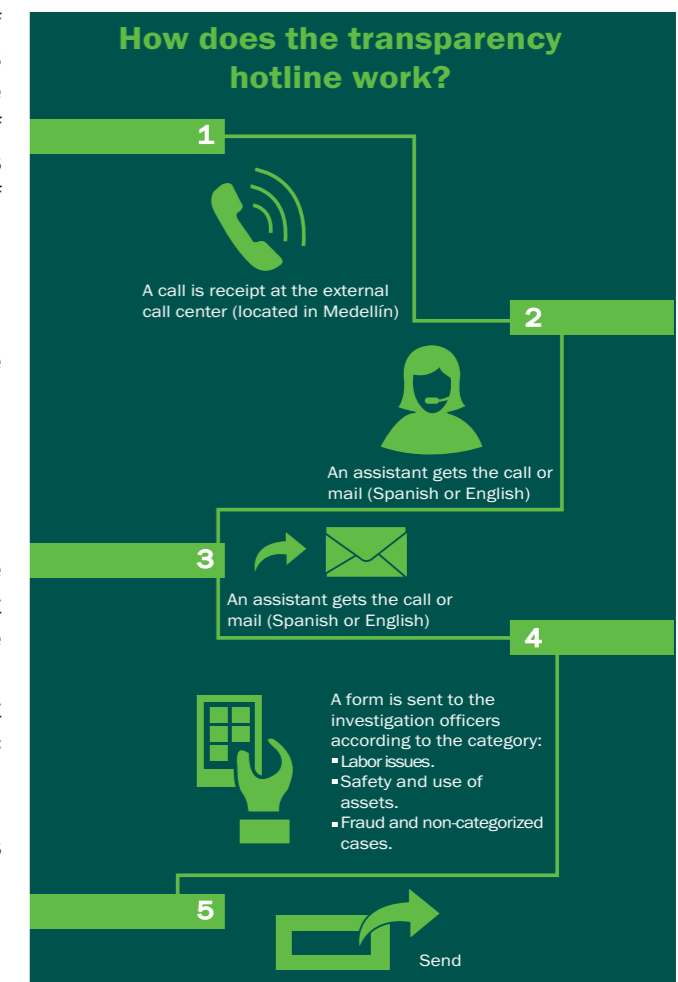 How does the transparency
hotline work?
1
A call is receipt at the external
call center (located in Medellín)
2
An assistant gets the call or
mail (Spanish or English)
3
An assistant gets the call or
mail (Spanish or English)
4
A form is sent to the
investigation officers
according to the category:
▪ Labor issues.
▪ Safety and use of
assets.
▪ Fraud and non-categorized
cases.
5
Send